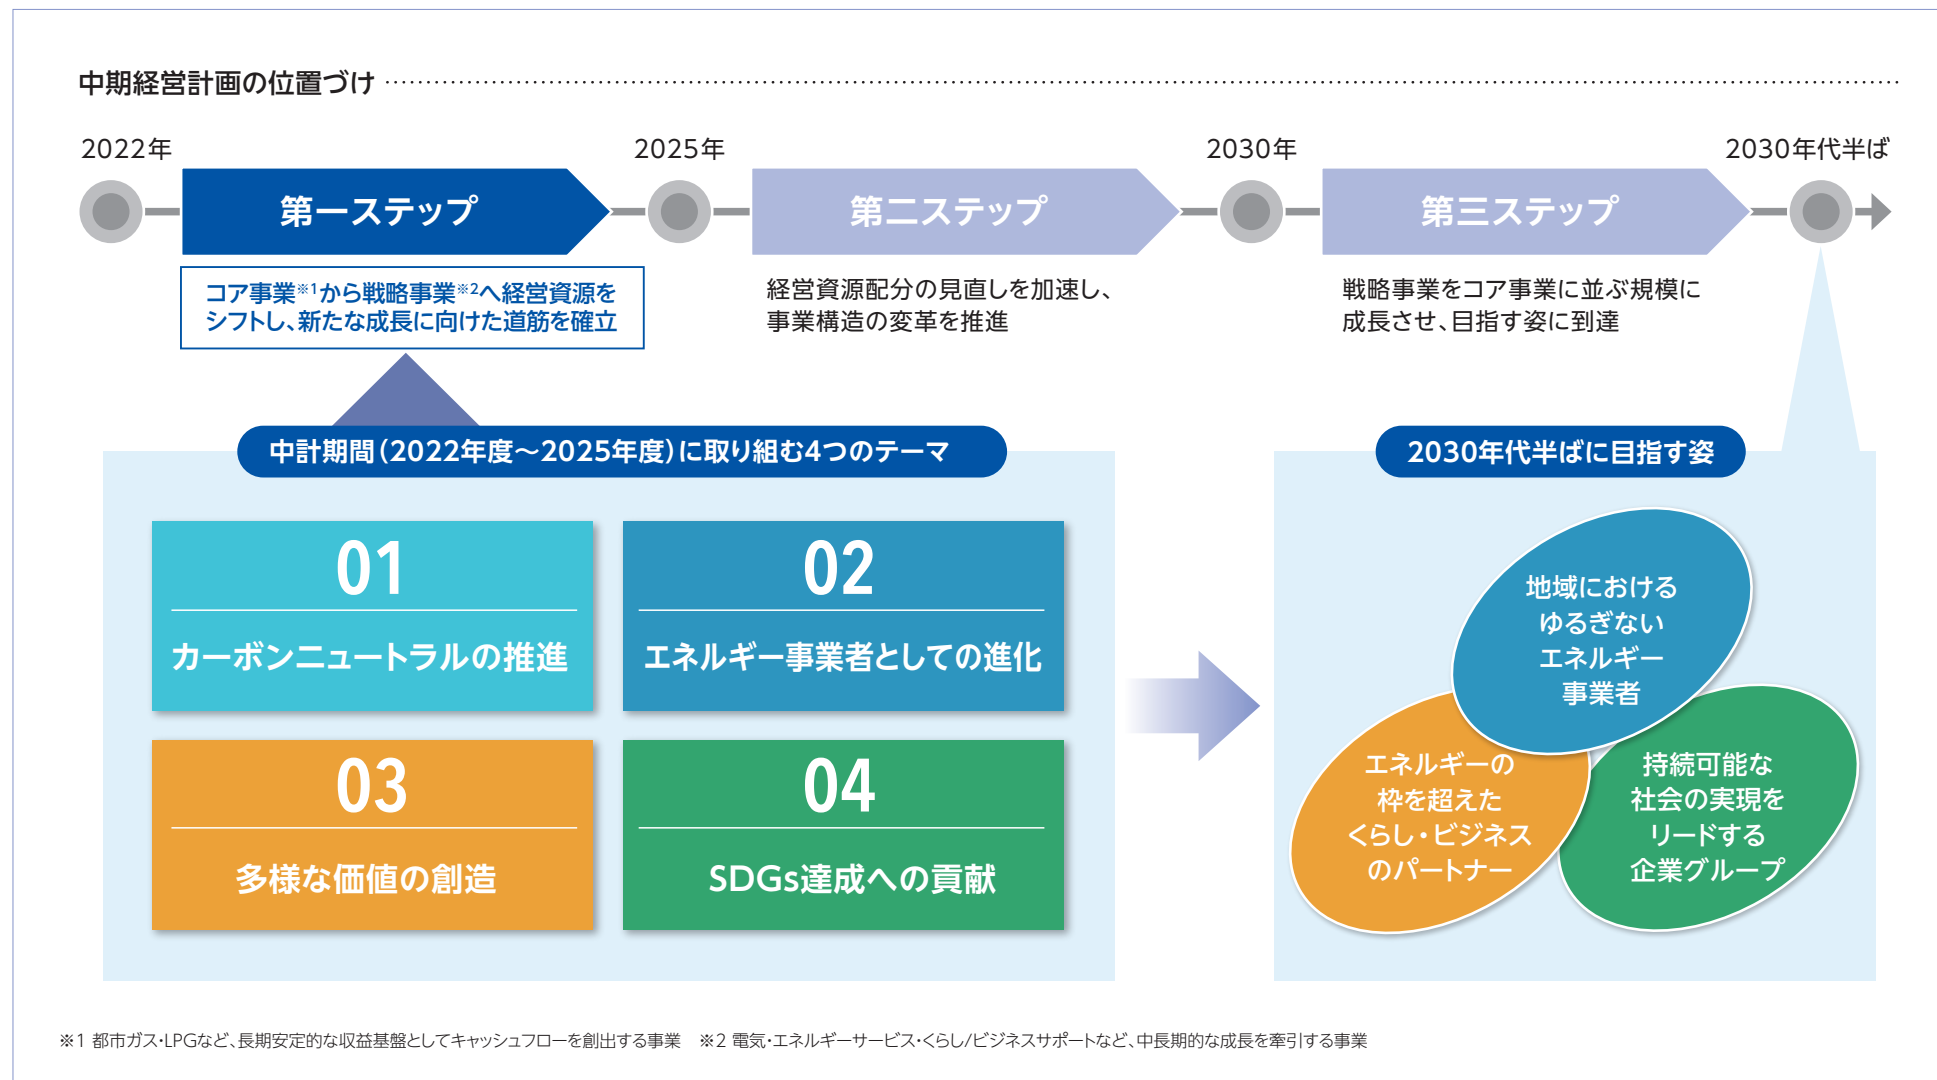 中期経営計画の位置づけ
2022年
2025年
2030年
2030年代半ば
第一ステップ
第二ステップ
第三ステップ
コア事業※1から戦略事業※2へ経営資源を
シフトし、新たな成長に向けた道筋を確立
経営資源配分の見直しを加速し、
事業構造の変革を推進
戦略事業をコア事業に並ぶ規模に
成長させ、目指す姿に到達
中計期間（2022年度～2025年度）に取り組む4つのテーマ
01
カーボンニュートラルの推進
02
エネルギー事業者としての進化
03
多様な価値の創造
04
SDGs達成への貢献
2030年代半ばに目指す姿
地域における
ゆるぎない
エネルギー
事業者
エネルギーの
枠を超えた
くらし・ビジネス
のパートナー
持続可能な
社会の実現を
リードする
企業グループ
※1 都市ガス・LPGなど、長期安定的な収益基盤としてキャッシュフローを創出する事業　※2 電気・エネルギーサービス・くらし/ビジネスサポートなど、中長期的な成長を牽引する事業